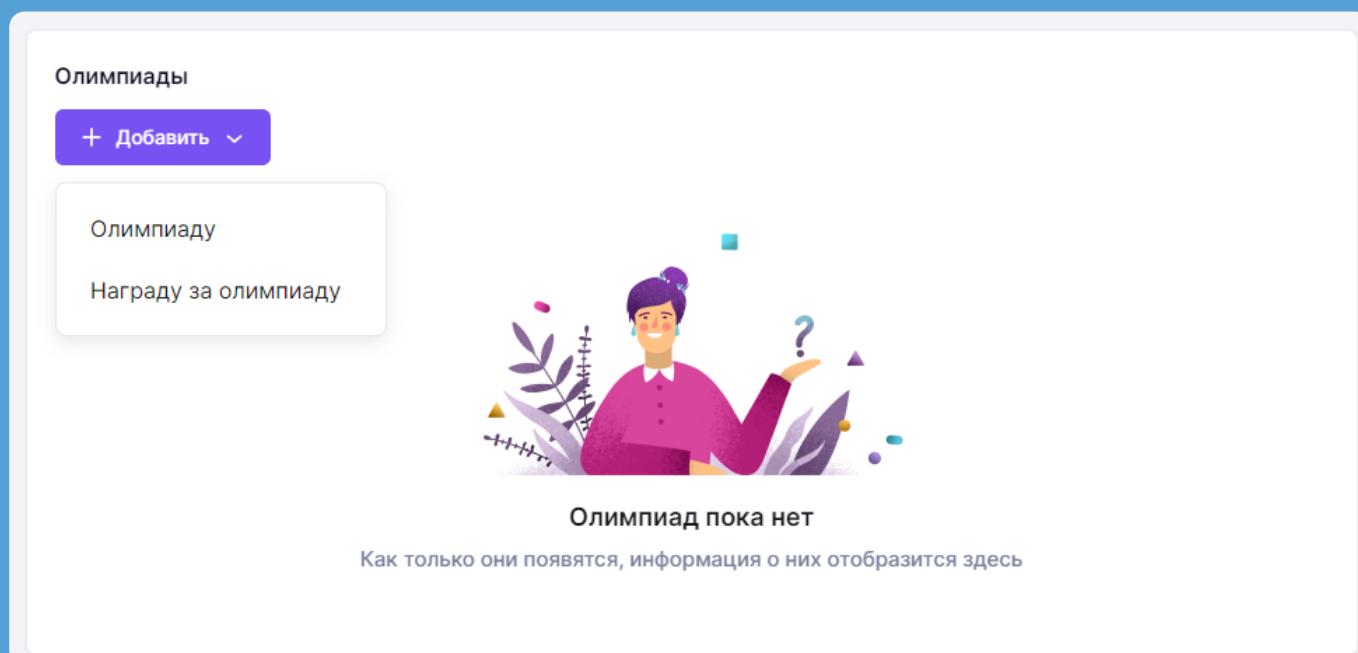 Олимпиады
+ Добавить
Олимпиаду
Награду за олимпиаду
?
Олимпиад пока нет
Как только они появятся, информация о них отобразится здесь